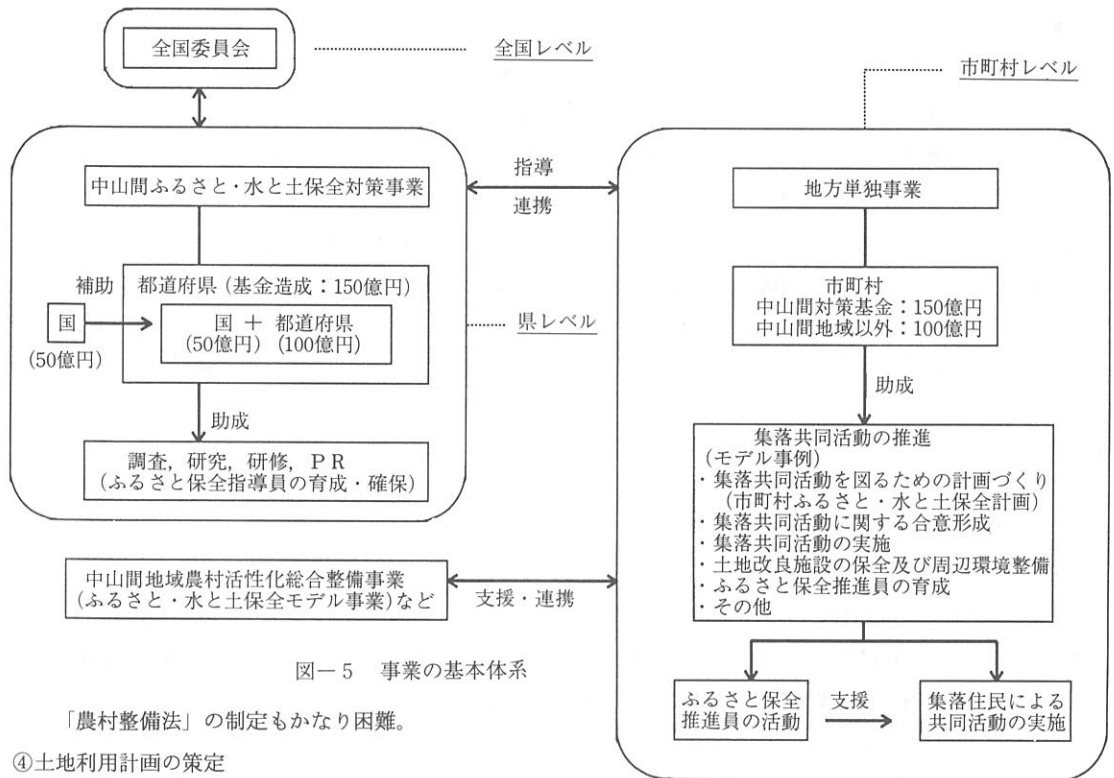 全国委員会
全国レベル
市町村レベル
中山間ふるさと・水と土保全対策事業
補助
都道府県（基金造成：150億円）
国
国 ＋ 都道府県
(50億円) (100億円)
(50億円)
助成
調査，研究，研修，ＰＲ
(ふるさと保全指導員の育成・確保)
県レベル
指導
連携
地方単独事業
市町村
中山間対策基金：150億円
中山間地域以外：100億円
助成
集落共同活動の推進
(モデル事例)
・集落共同活動を図るための計画づくり
(市町村ふるさと・水と土保全計画)
・集落共同活動に関する合意形成
・集落共同活動の実施
・土地改良施設の保全及び周辺環境整備
・ふるさと保全推進員の育成
・その他
中山間地域農村活性化総合整備事業
(ふるさと・水と土保全モデル事業)など
支援・連携
ふるさと保全
推進員の活動
支援
集落住民による
共同活動の実施
図－５　事業の基本体系
「農村整備法」の制定もかなり困難。
④土地利用計画の策定